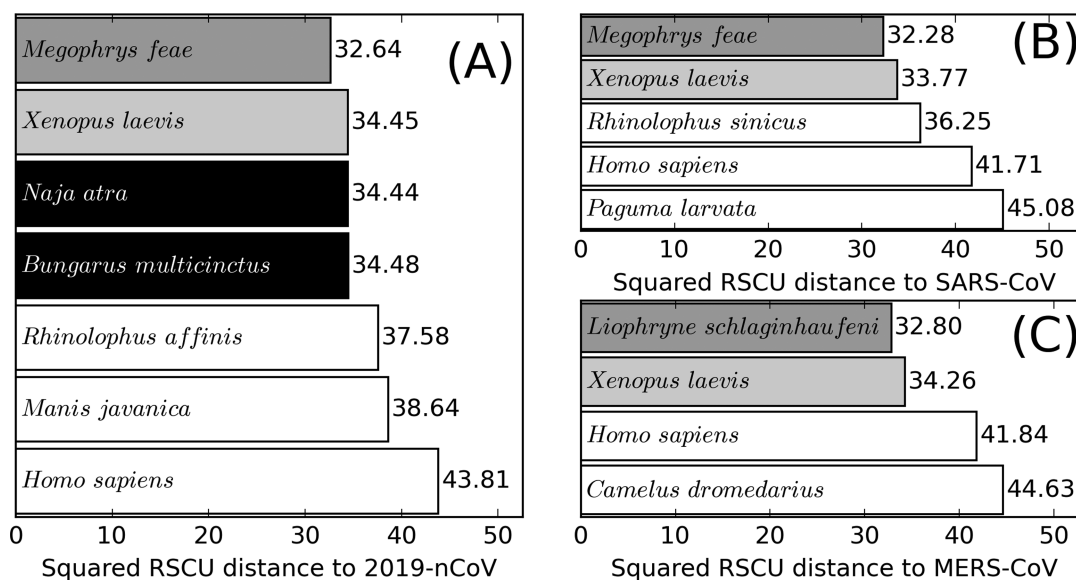 (A)
Megophrys feae 32.64
Xenopus laevis 34.45
Naja atra 34.44
Bungarus multicinctus 34.48
Rhinolophus affinis 37.58
Manis javanica 38.64
Homo sapiens 43.81
0 10 20 30 40 50
Squared RSCU distance to 2019-nCoV
(B)
Megophrys feae 32.28
Xenopus laevis 33.77
Rhinolophus sinicus 36.25
Homo sapiens 41.71
Paguma larvata 45.08
0 10 20 30 40 50
Squared RSCU distance to SARS-CoV
(C)
Liophryne schlaginhaufeni 32.80
Xenopus laevis 34.26
Homo sapiens 41.84
Camelus dromedarius 44.63
0 10 20 30 40 50
Squared RSCU distance to MERS-CoV